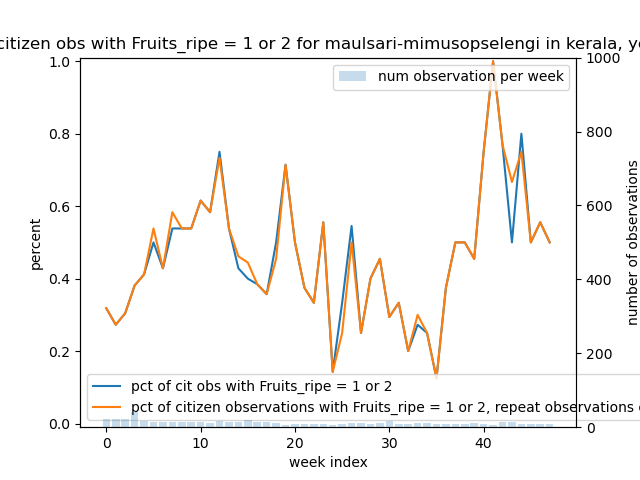 citizen obs with Fruits_ripe = 1 or 2 for maulsari-mimusopselengi in kerala,
num observation per week
percent
1.0
0.8
0.6
0.4
0.2
0.0
1000
800
600
400
200
0
number of observations
pct of cit obs with Fruits_ripe = 1 or 2
pct of citizen observations with Fruits_ripe = 1 or 2, repeat observations
0 10 20 30 40
week index